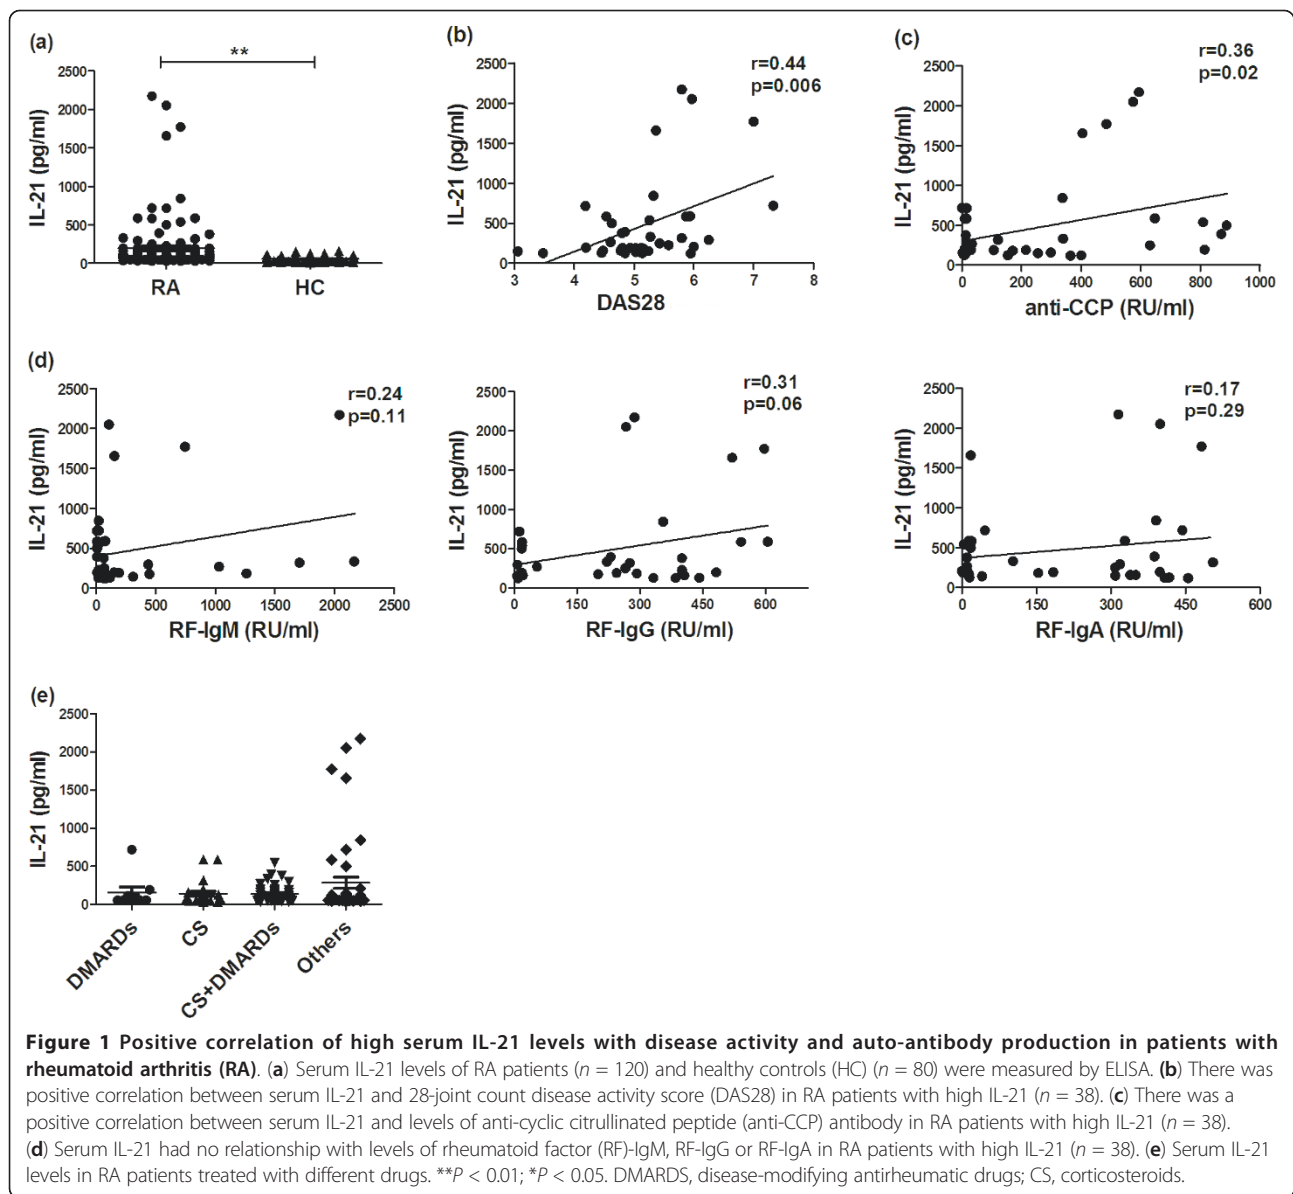 (a)
**
2500
2000
1500
1000
500
0
IL-21 (pg/ml)
RA
HC
(b)
r=0.44
p=0.006
2500
2000
1500
1000
500
0
IL-21 (pg/ml)
3
4
5
6
7
8
DAS28
(c)
r=0.36
p=0.02
2500
2000
1500
1000
500
0
IL-21 (pg/ml)
0
200
400
600
800
1000
anti-CCP (RU/ml)
(d)
r=0.24
p=0.11
2500
2000
1500
1000
500
0
IL-21 (pg/ml)
0
500
1000
1500
2000
2500
RF-IgM (RU/ml)
r=0.31
p=0.06
2500
2000
1500
1000
500
0
IL-21 (pg/ml)
0
150
300
450
600
RF-IgG (RU/ml)
r=0.17
p=0.29
2500
2000
1500
1000
500
0
IL-21 (pg/ml)
0
150
300
450
600
RF-IgA (RU/ml)
(e)
2500
2000
1500
1000
500
0
IL-21 (pg/ml)
DMARDs
CS
CS+DMARDs
Others
Figure 1 Positive correlation of high serum IL-21 levels with disease activity and auto-antibody production in patients with
rheumatoid arthritis (RA). (a) Serum IL-21 levels of RA patients (n = 120) and healthy controls (HC) (n = 80) were measured by ELISA. (b) There was
positive correlation between serum IL-21 and 28-joint count disease activity score (DAS28) in RA patients with high IL-21 (n = 38). (c) There was a
positive correlation between serum IL-21 and levels of anti-cyclic citrullinated peptide (anti-CCP) antibody in RA patients with high IL-21 (n = 38).
(d) Serum IL-21 had no relationship with levels of rheumatoid factor (RF)-IgM, RF-IgG or RF-IgA in RA patients with high IL-21 (n = 38). (e) Serum IL-21
levels in RA patients treated with different drugs. **P < 0.01; *P < 0.05. DMARDS, disease-modifying antirheumatic drugs; CS, corticosteroids.